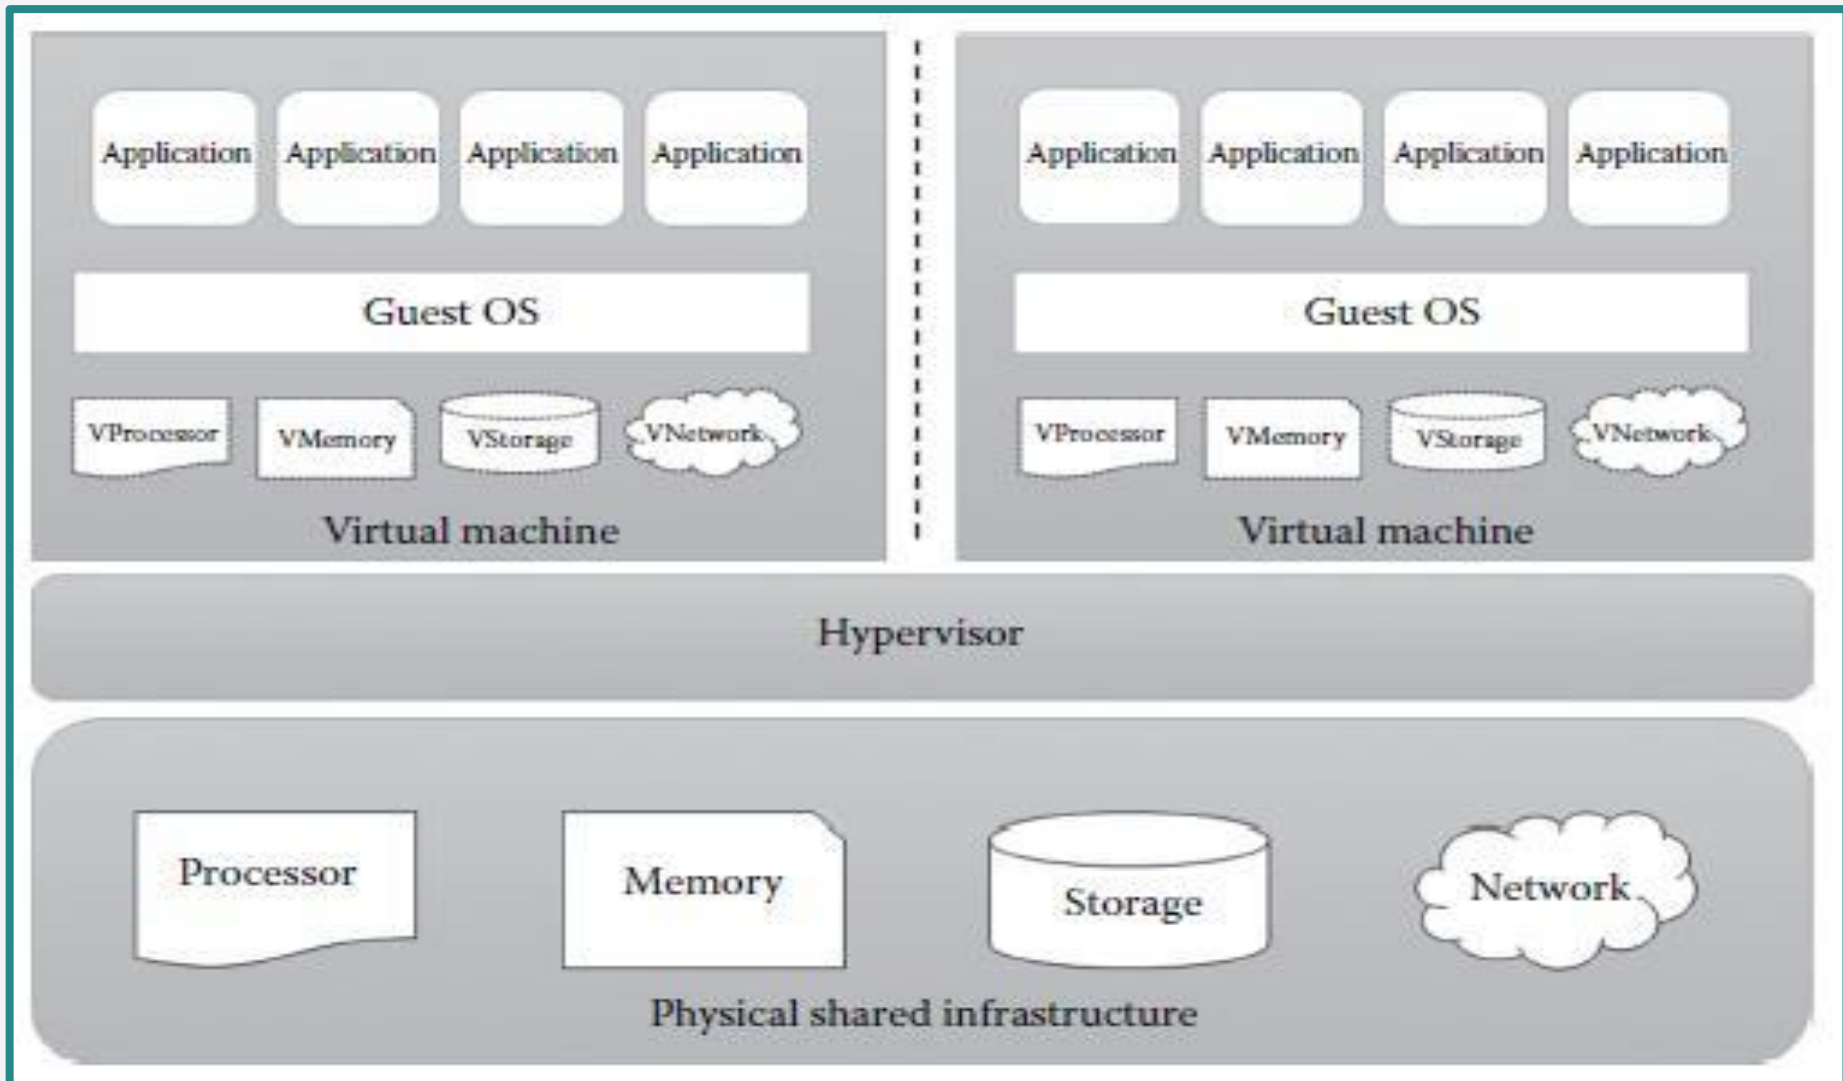 Application Application Application Application
Guest OS
VProcessor VMemory VStorage VNetwork
Virtual machine
Application Application Application Application
Guest OS
VProcessor VMemory VStorage VNetwork
Virtual machine
Hypervisor
Processor Memory Storage Network
Physical shared infrastructure